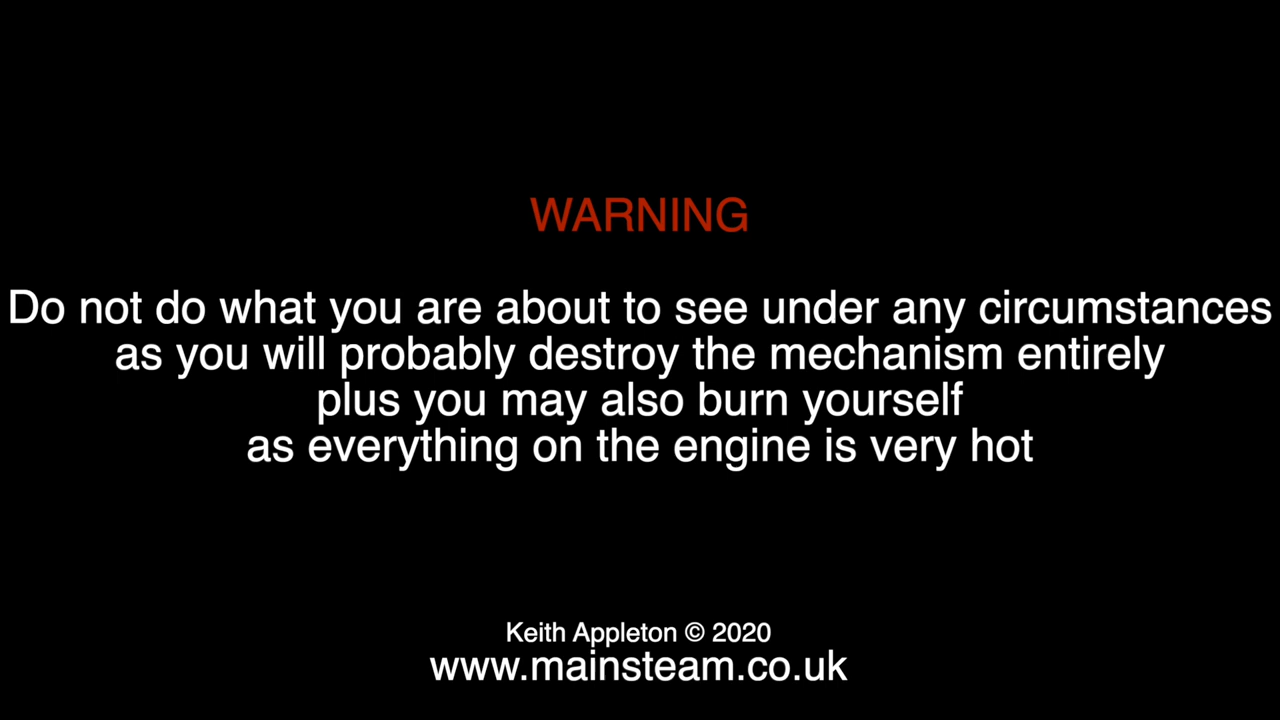 WARNING
Do not do what you are about to see under any circumstances
as you will probably destroy the mechanism entirely
plus you may also burn yourself
as everything on the engine is very hot
Keith Appleton © 2020
www.mainsteam.co.uk